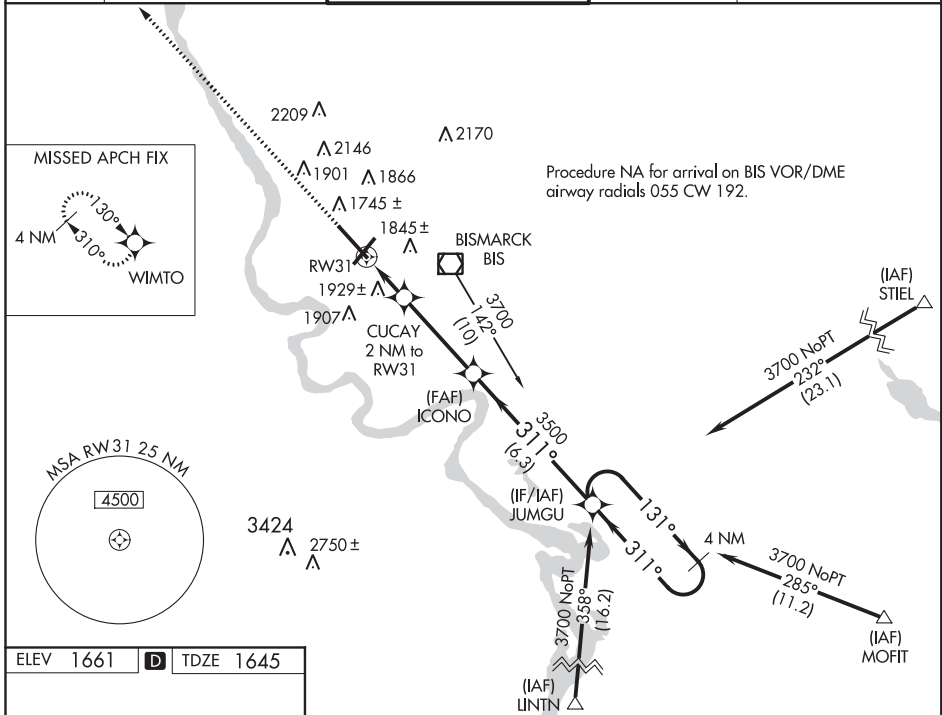 2209
2170
2146
1901
1866
1745 ±
1845 ±
MISSED APCH FIX
130°
4 NM
310°
WIMTO
Procedure NA for arrival on BIS VOR/DME
airway radials 055 CW 192.
BISMARCK
BIS
RW31
1929 ±
1907
CUCAY
2 NM to
RW31
3700
142°
(10)
(IAF)
STIEL
3700 NoPT
232°
(23.1)
(FAF)
ICONO
3500
311°
(6.3)
MSA RW31 25 NM
4500
(IF/IAF)
JUMGU
131°
311°
4 NM
3424
2750 ±
3700 NoPT
285°
(11.2)
(IAF)
MOFIT
3700 NoPT
358°
(16.2)
(IAF)
LINTN
ELEV 1661 D TDZE 1645